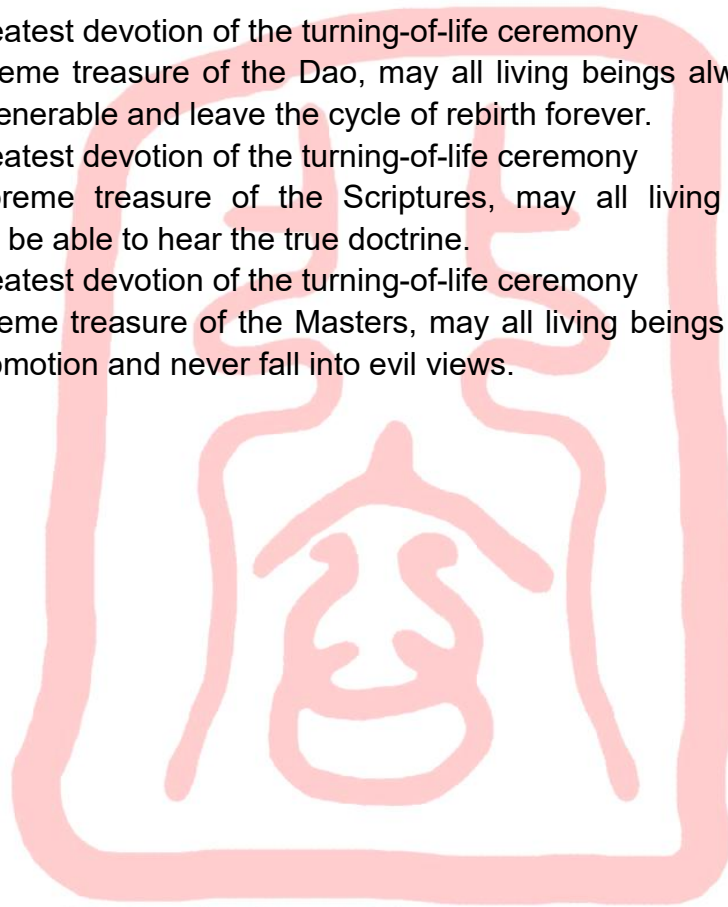 eatest devotion of the turning-of-life ceremony
eme treasure of the Dao, may all living beings alw
enerable and leave the cycle of rebirth forever.
eatest devotion of the turning-of-life ceremony
reme treasure of the Scriptures, may all living
be able to hear the true doctrine.
eatest devotion of the turning-of-life ceremony
eme treasure of the Masters, may all living beings
omotion and never fall into evil views.